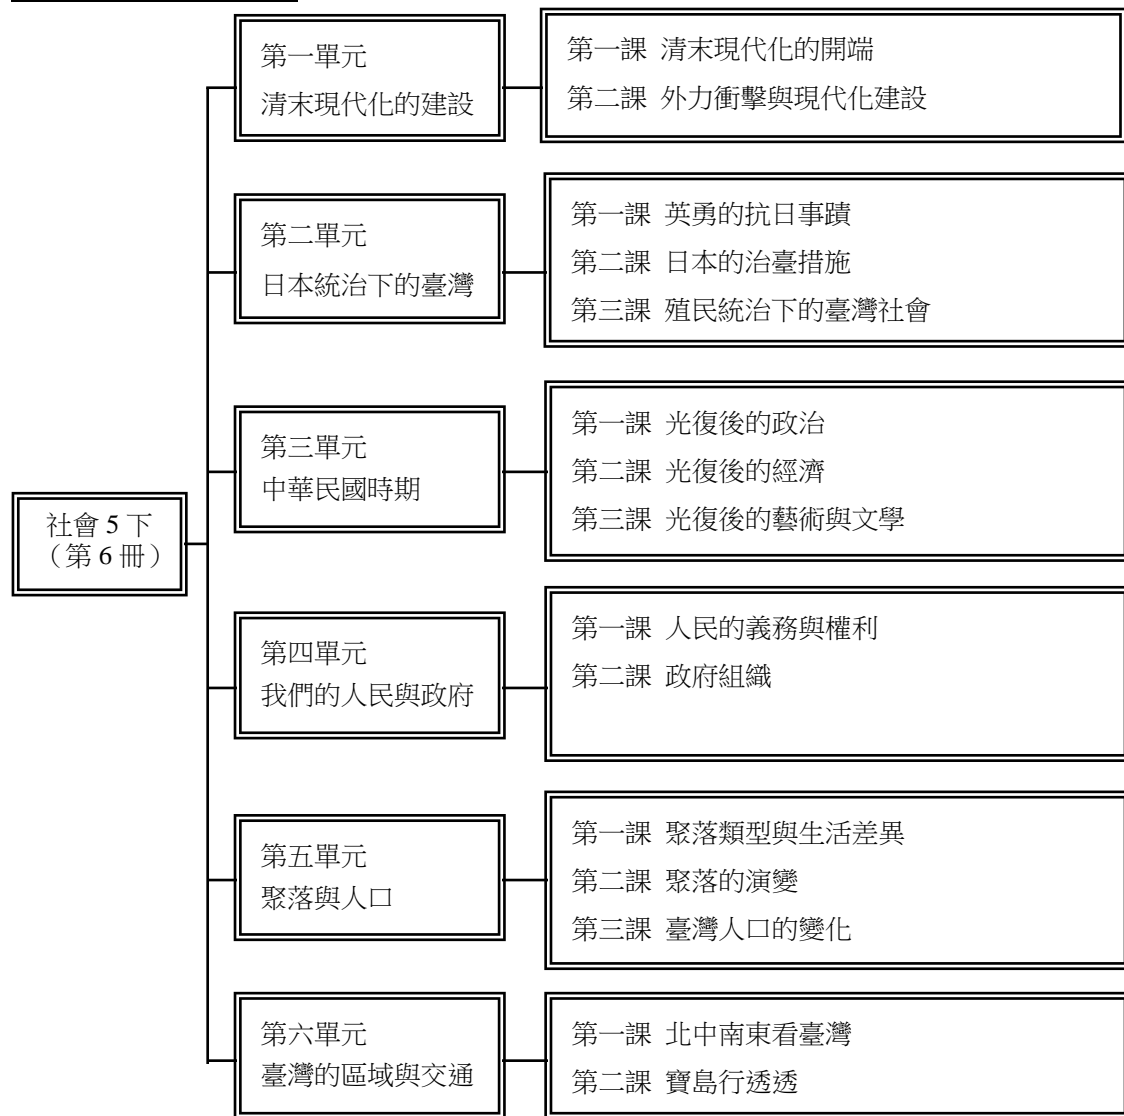 第一單元
清末現代化的建設
第一課 清末現代化的開端
第二課 外力衝擊與現代化建設
第二單元
日本統治下的臺灣
第一課 英勇的抗日事蹟
第二課 日本的治臺措施
第三課 殖民統治下的臺灣社會
第三單元
中華民國時期
第一課 光復後的政治
第二課 光復後的經濟
第三課 光復後的藝術與文學
社會 5 下
（第 6 冊）
第四單元
我們的人民與政府
第一課 人民的義務與權利
第二課 政府組織
第五單元
聚落與人口
第一課 聚落類型與生活差異
第二課 聚落的演變
第三課 臺灣人口的變化
第六單元
臺灣的區域與交通
第一課 北中南東看臺灣
第二課 寶島行透透